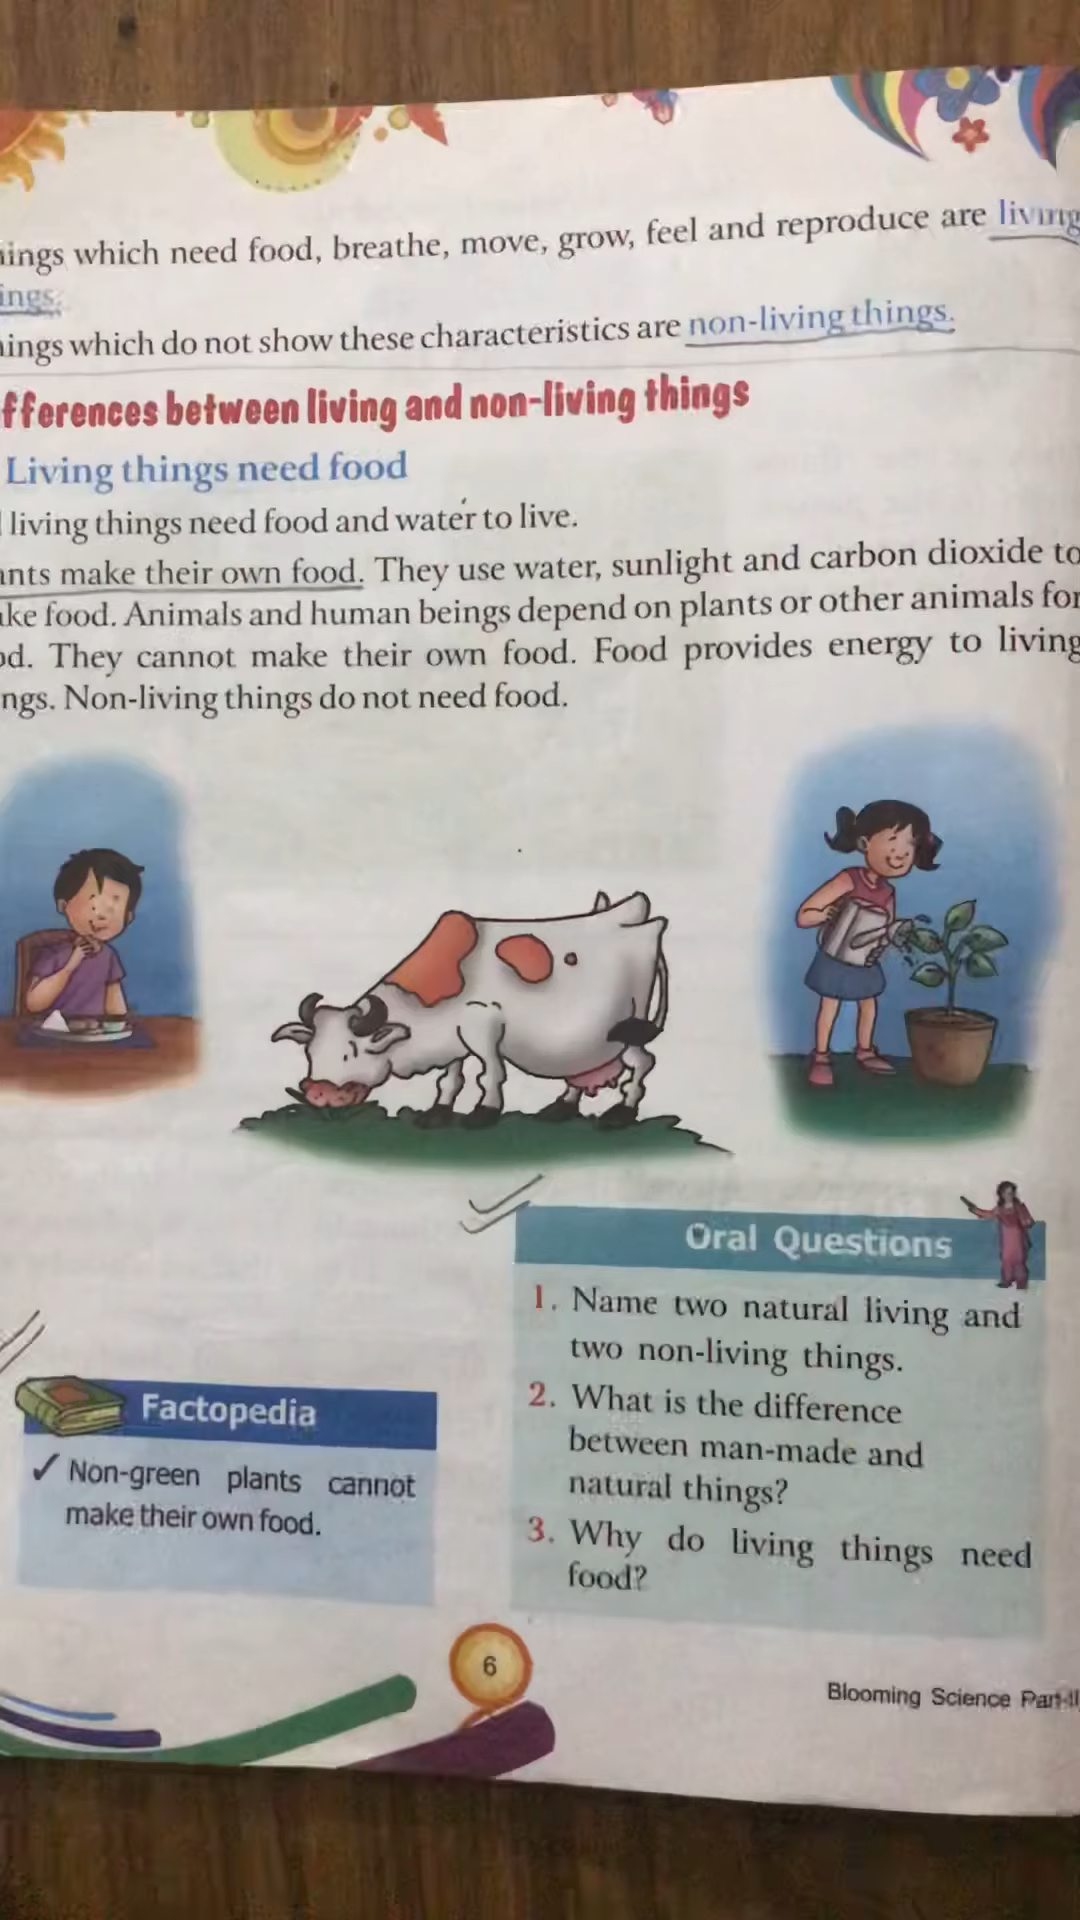 ings which need food, breathe, move, grow, feel and reproduce are living
ings.
ings which do not show these characteristics are non-living things.
fferences between living and non-living things
Living things need food
living things need food and water to live.
ants make their own food. They use water, sunlight and carbon dioxide to
ke food. Animals and human beings depend on plants or other animals for
od. They cannot make their own food. Food provides energy to living
ngs. Non-living things do not need food.
Oral Questions
1. Name two natural living and
two non-living things.
2. What is the difference
between man-made and
natural things?
3. Why do living things need
food?
Factopedia
✓ Non-green plants cannot
make their own food.
6
Blooming Science Part-II